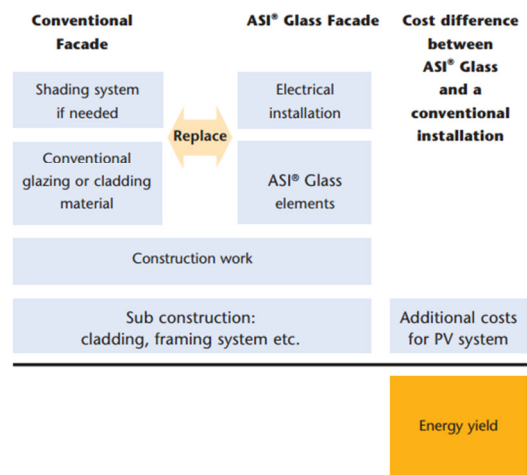 Conventional
Facade
ASI® Glass Facade
Cost difference
between
ASI® Glass
and a
conventional
installation
Shading system
if needed
Replace
Electrical
installation
Conventional
glazing or cladding
material
ASI® Glass
elements
Construction work
Sub construction:
cladding, framing system etc.
Additional costs
for PV system
Energy yield